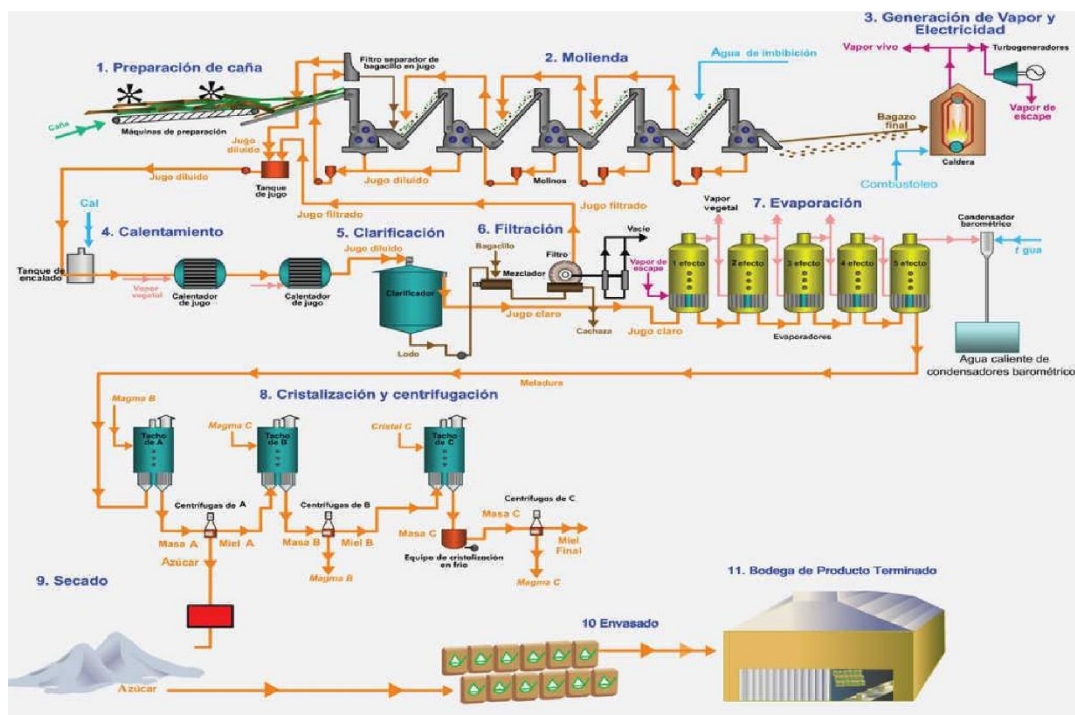 3. Generación de Vapor y
Electricidad
Vapor vivo
Turbogeneradores
Vapor de
escape
1. Preparación de caña
Filtro separador de
bagacillo en jugo
2. Molienda
Agua de imbibición
Caña
Máquinas de preparación
Jugo
diluido
Bagazo
final
Caldera
Combustoleo
Jugo diluido
Tanque
de jugo
Jugo diluido
Molinos
Jugo filtrado
Jugo filtrado
Cal
4. Calentamiento
5. Clarificación
Jugo diluido
6. Filtración
Bagacillo
Filtro
Mezclador
Vacio
Vapor de
escape
Vapor
vegetal
7. Evaporación
Condensador
barométrico
gua
Tanque de
encalado
Vapor
vegetal
Calentador
de jugo
Calentador
de jugo
Clarificador
1 efecto
2 efecto
3 efecto
4 efecto
5 efecto
Jugo claro
Cachaza
Jugo claro
Evaporadores
Lodo
Agua caliente de
condensadores barométrico
Meladura
8. Cristalización y centrifugación
Magma B
Tacho
de A
Magma C
Tacho
de B
Cristal C
Tacho
de C
Centrífugas de A
Centrífugas de B
Centrífugas de C
Masa A
Miel A
Masa B
Miel B
Masa C
Masa C
Miel
Final
Equipo de cristalización
en frío
Azúcar
Magma B
Magma C
9. Secado
11. Bodega de Producto Terminado
10 Envasado
Azúcar